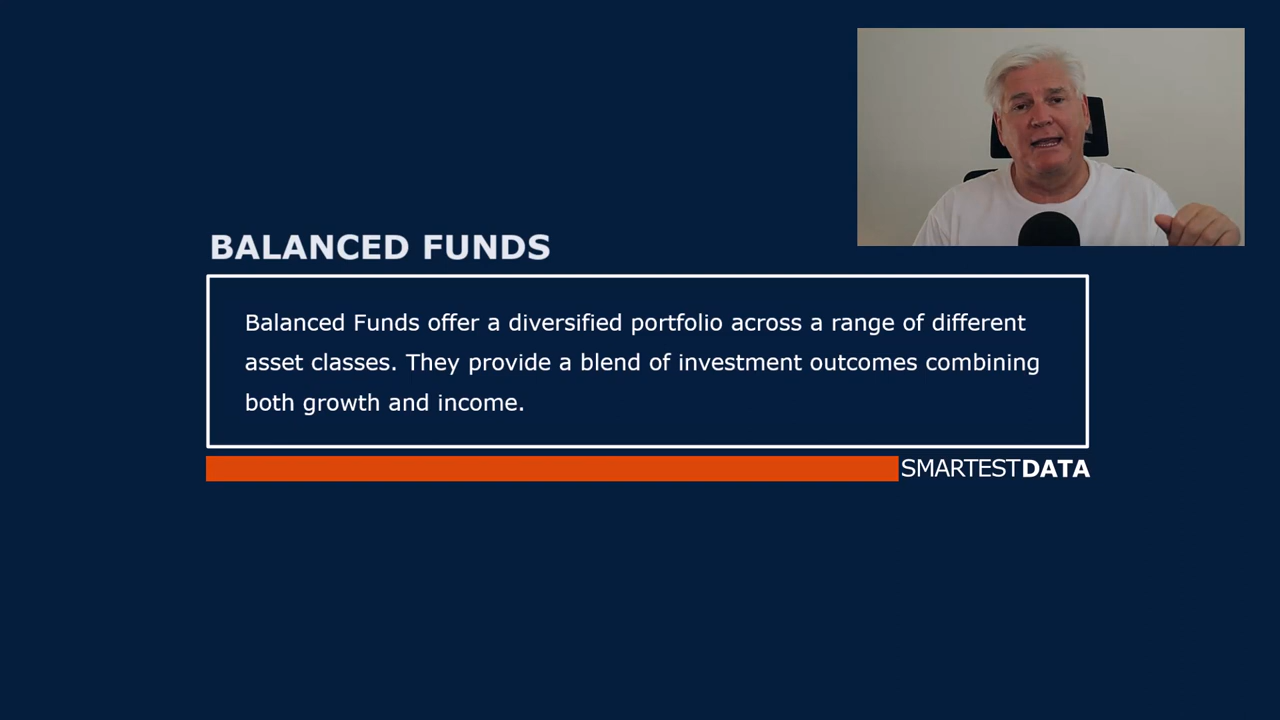 BALANCED FUNDS
Balanced Funds offer a diversified portfolio across a range of different
asset classes. They provide a blend of investment outcomes combining
both growth and income.
SMARTESTDATA